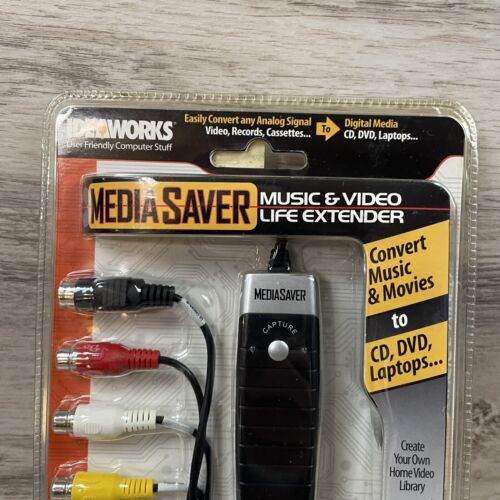 IDEAWORKS
User Friendly Computer Stuff
Easily Convert any Analog Signal
Video, Records, Cassettes...
To
Digital Media
CD, DVD, Laptops...
MEDIASAVER
MUSIC & VIDEO
LIFE EXTENDER
Convert
Music
& Movies
to
CD, DVD,
Laptops...
MEDIASAVER
CAPTURE
Create
Your Own
Home Video
Library